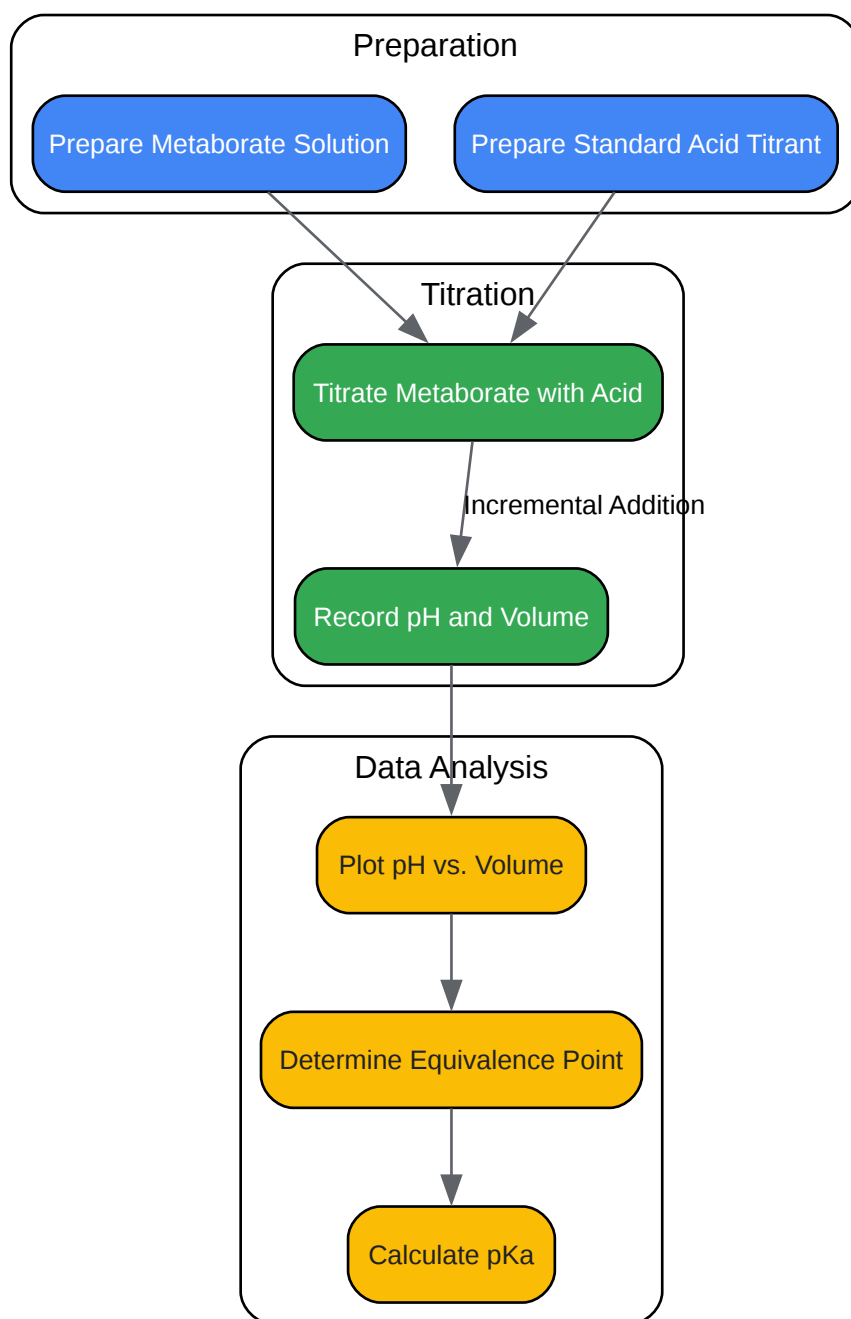 Preparation
Prepare Metaborate Solution
Prepare Standard Acid Titrant
Titration
Titrate Metaborate with Acid
Incremental Addition
Record pH and Volume
Data Analysis
Plot pH vs. Volume
Determine Equivalence Point
Calculate pKa